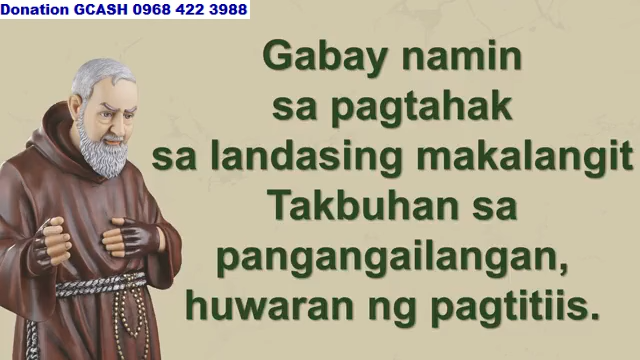 Donation GCASH 0968 422 3988
Gabay namin
sa pagtahak
sa landasing makalangit
Takbuhan sa
pangangailangan,
huwaran ng pagtitiis.